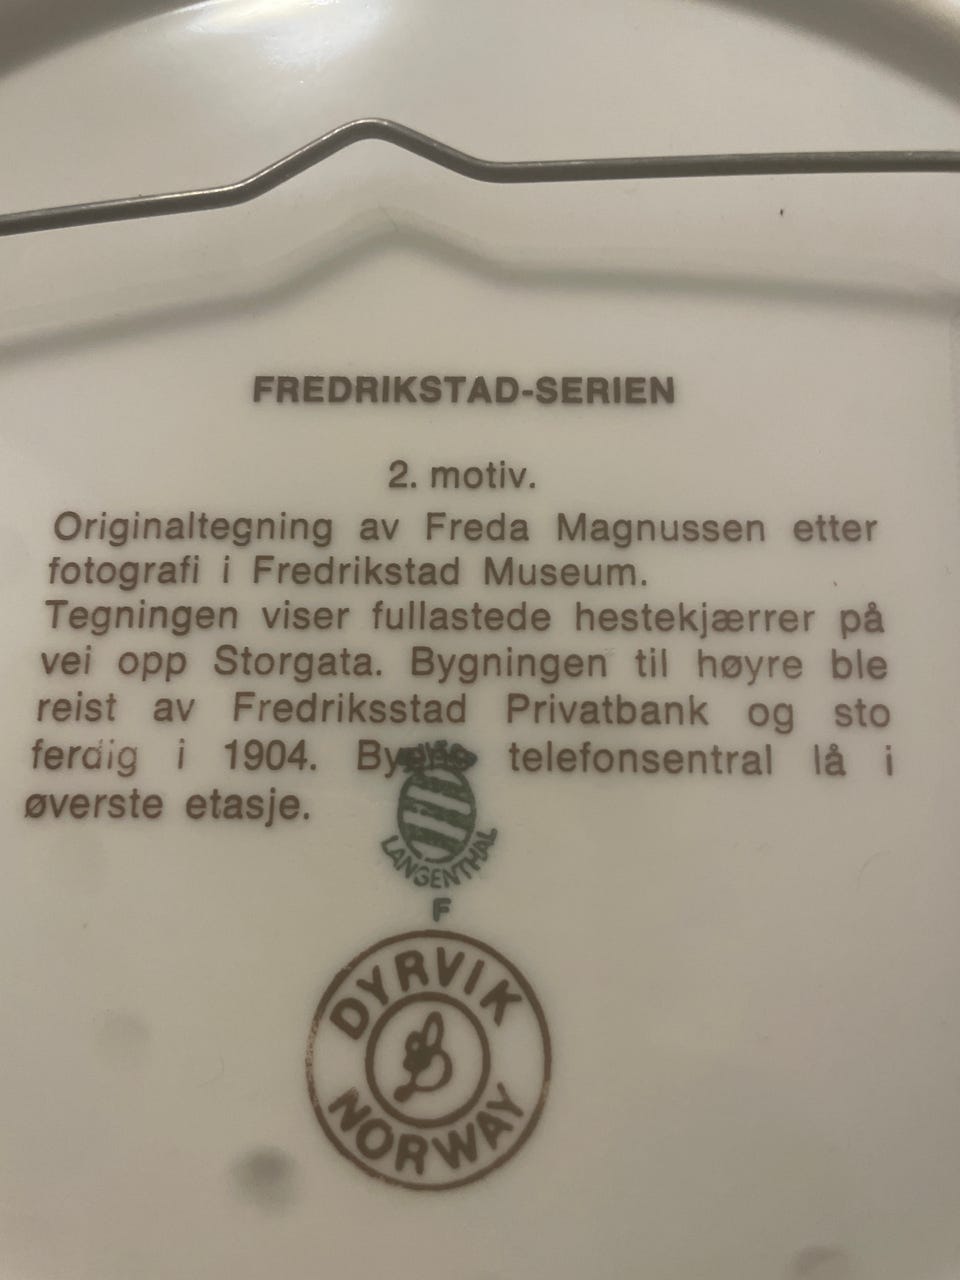 FREDRIKSTAD-SERIEN
2. motiv.
Originaltegning av Freda Magnussen etter
fotografi i Fredrikstad Museum.
Tegningen viser fullastede hestekjærrer på
vei opp Storgata. Bygningen til høyre ble
reist av Fredriksstad Privatbank og sto
ferdig i 1904. telefonsentral lå i
øverste etasje.
LANGENTHAL
F
DYRVIK
NORWAY